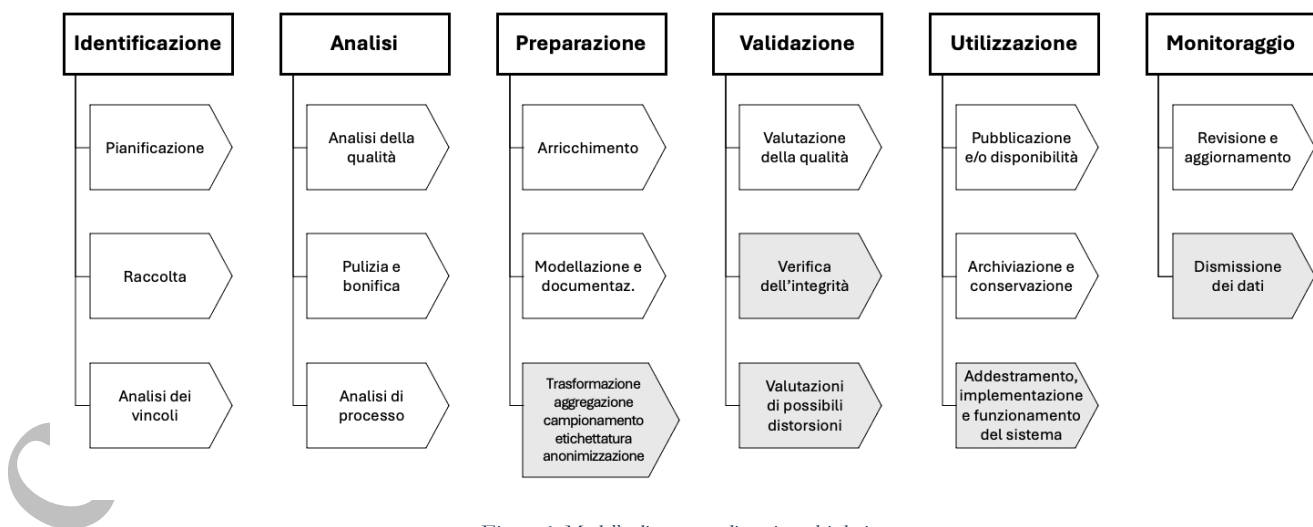 Identificazione
Analisi
Preparazione
Validazione
Utilizzazione
Monitoraggio
Pianificazione
Analisi della
qualità
Arricchimento
Valutazione
della qualità
Pubblicazione
e/o disponibilità
Revisione e
aggiornamento
Raccolta
Pulizia e
bonifica
Modellazione e
documentaz.
Verifica
dell'integrità
Archiviazione e
conservazione
Dismissione
dei dati
Analisi dei
vincoli
Analisi di
processo
Trasformazione
aggregazione
campionamento
etichettatura
anonimizzazione
Valutazioni
di possibili
distorsioni
Addestramento,
implementazione
e funzionamento
del sistema